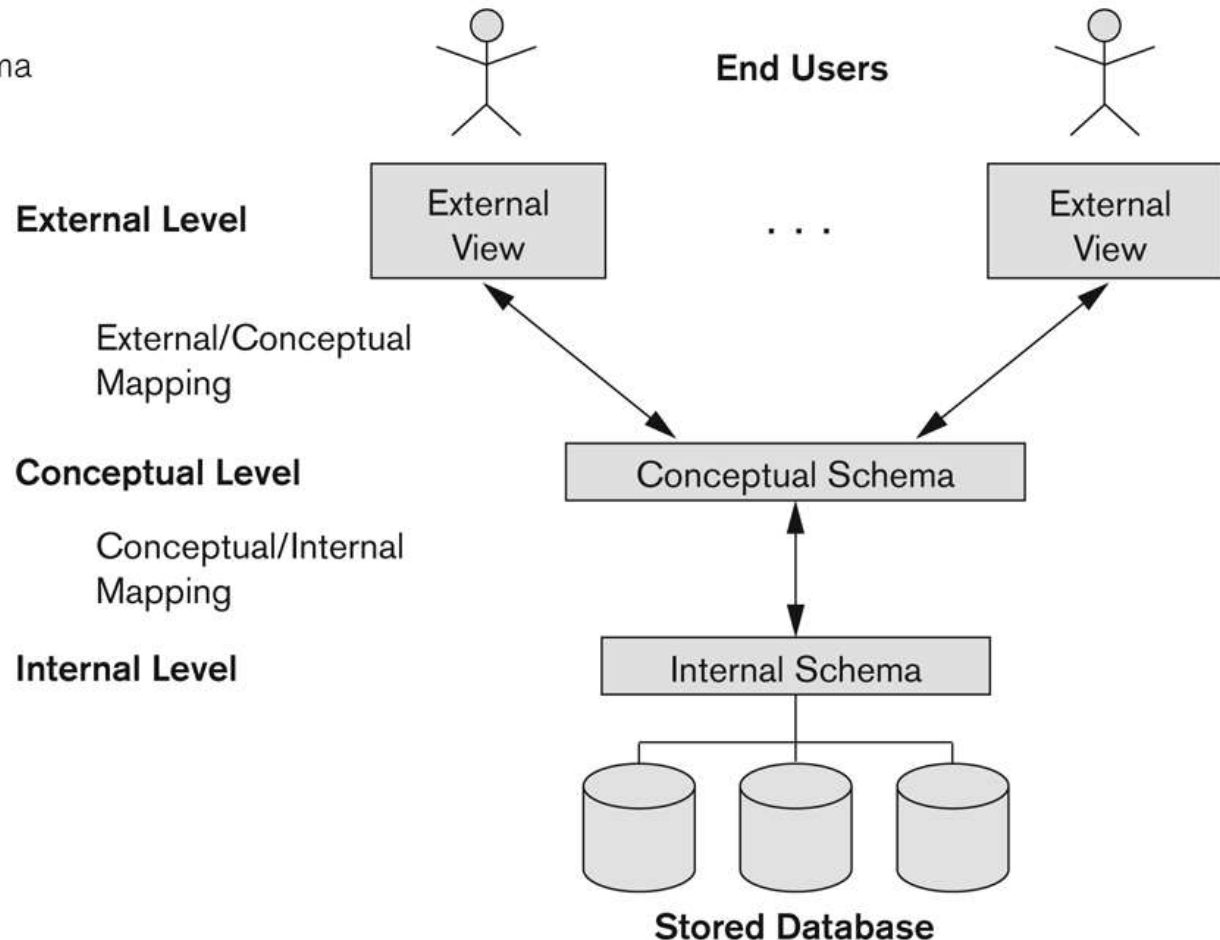 End Users
External Level
External
View
. . .
External
View
External/Conceptual
Mapping
Conceptual Level
Conceptual Schema
Conceptual/Internal
Mapping
Internal Level
Internal Schema
Stored Database